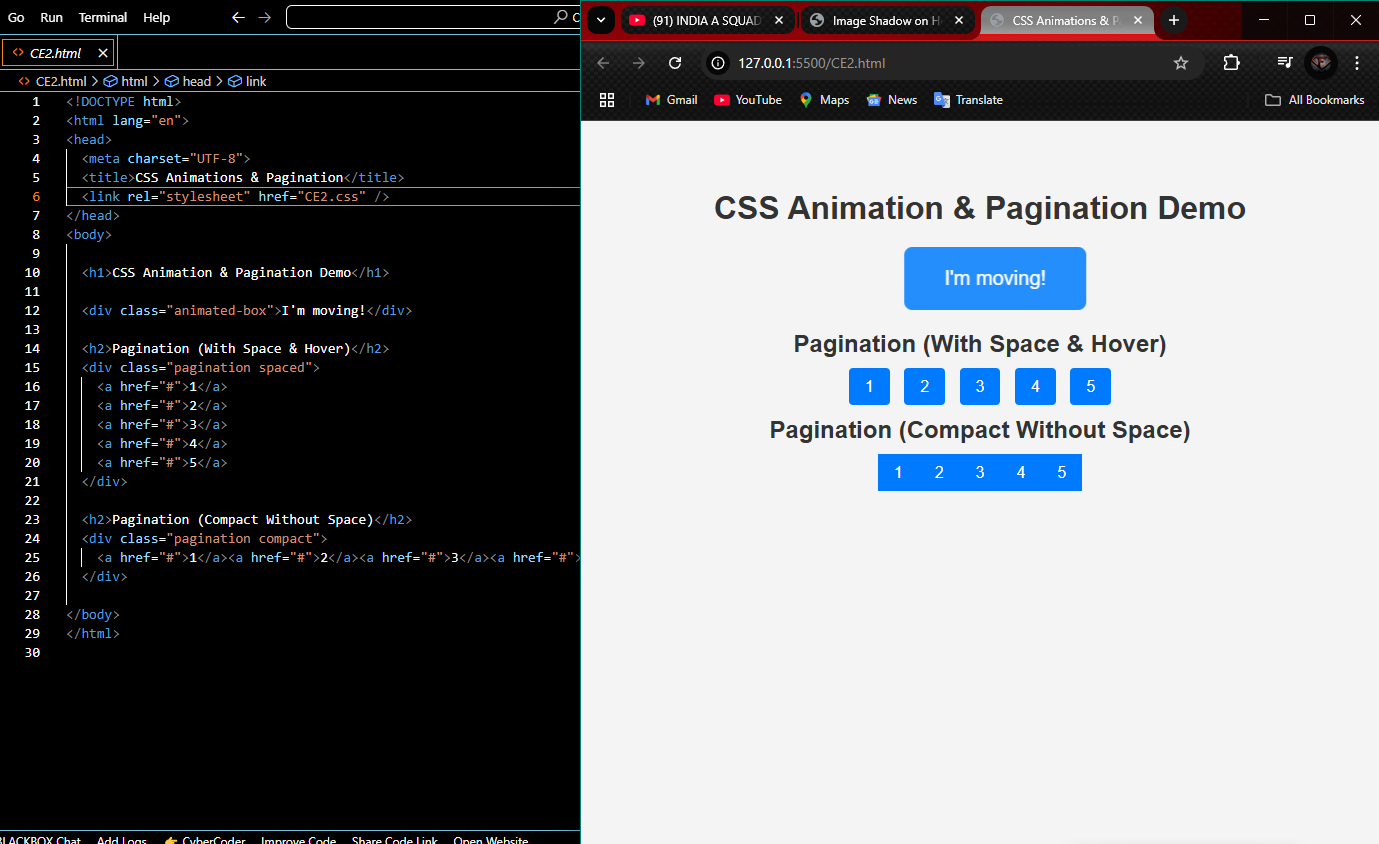 Go Run Terminal Help
CE2.html
CE2.html > html > head > link
1 <!DOCTYPE html>
2 <html lang="en">
3 <head>
4 <meta charset="UTF-8">
5 <title>CSS Animations & Pagination</title>
6 <link rel="stylesheet" href="CE2.css" />
7 </head>
8 <body>
9
10 <h1>CSS Animation & Pagination Demo</h1>
11
12 <div class="animated-box">I'm moving!</div>
13
14 <h2>Pagination (With Space & Hover)</h2>
15 <div class="pagination spaced">
16 <a href="#">1</a>
17 <a href="#">2</a>
18 <a href="#">3</a>
19 <a href="#">4</a>
20 <a href="#">5</a>
21 </div>
22
23 <h2>Pagination (Compact Without Space)</h2>
24 <div class="pagination compact">
25 <a href="#">1</a><a href="#">2</a><a href="#">3</a><a href="#">
26 </div>
27
28 </body>
29 </html>
30
BLACKBOX Chat Add Logs CyberCoder Improve Code Share Code Link Open Website
(91) INDIA A SQUAD Image Shadow on H CSS Animations & P
127.0.0.1:5500/CE2.html
Gmail YouTube Maps News Translate All Bookmarks
CSS Animation & Pagination Demo
I'm moving!
Pagination (With Space & Hover)
1 2 3 4 5
Pagination (Compact Without Space)
1 2 3 4 5